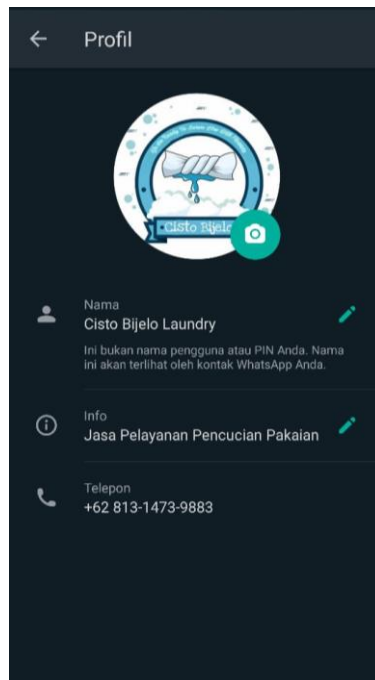 Profil
Cisto Bijelo
Nama
Cisto Bijelo Laundry
Ini bukan nama pengguna atau PIN Anda. Nama
ini akan terlihat oleh kontak WhatsApp Anda.
Info
Jasa Pelayanan Pencucian Pakaian
Telepon
+62 813-1473-9883